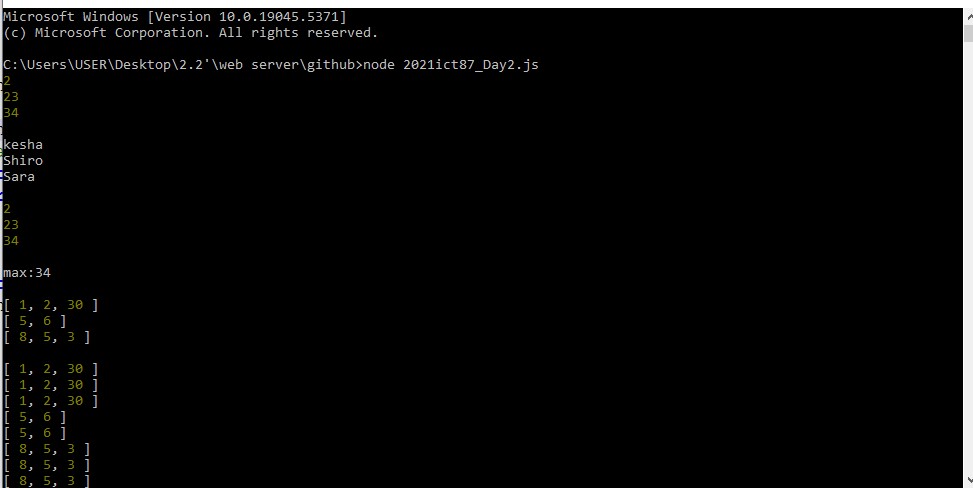 Microsoft Windows [Version 10.0.19045.5371]
(c) Microsoft Corporation. All rights reserved.
C:\Users\USER\Desktop\2.2'\web server\github>node 2021ict87_Day2.js
2
23
34
kesha
Shiro
Sara
2
23
34
max:34
[ 1, 2, 30 ]
[ 5, 6 ]
[ 8, 5, 3 ]
[ 1, 2, 30 ]
[ 1, 2, 30 ]
[ 1, 2, 30 ]
[ 5, 6 ]
[ 5, 6 ]
[ 8, 5, 3 ]
[ 8, 5, 3 ]
[ 8, 5, 3 ]